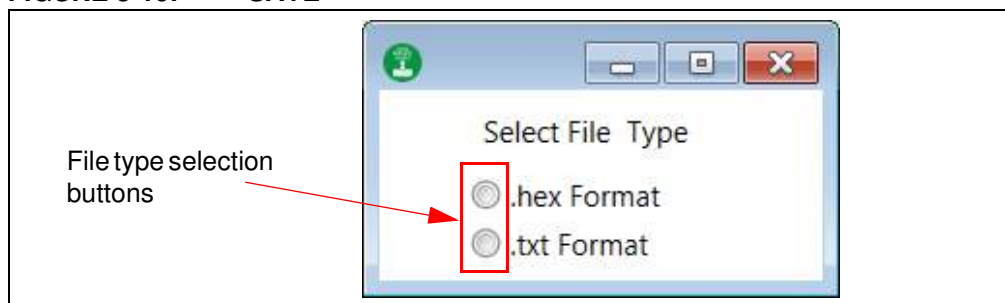 Select File Type
File type selection
buttons
.hex Format
.txt Format